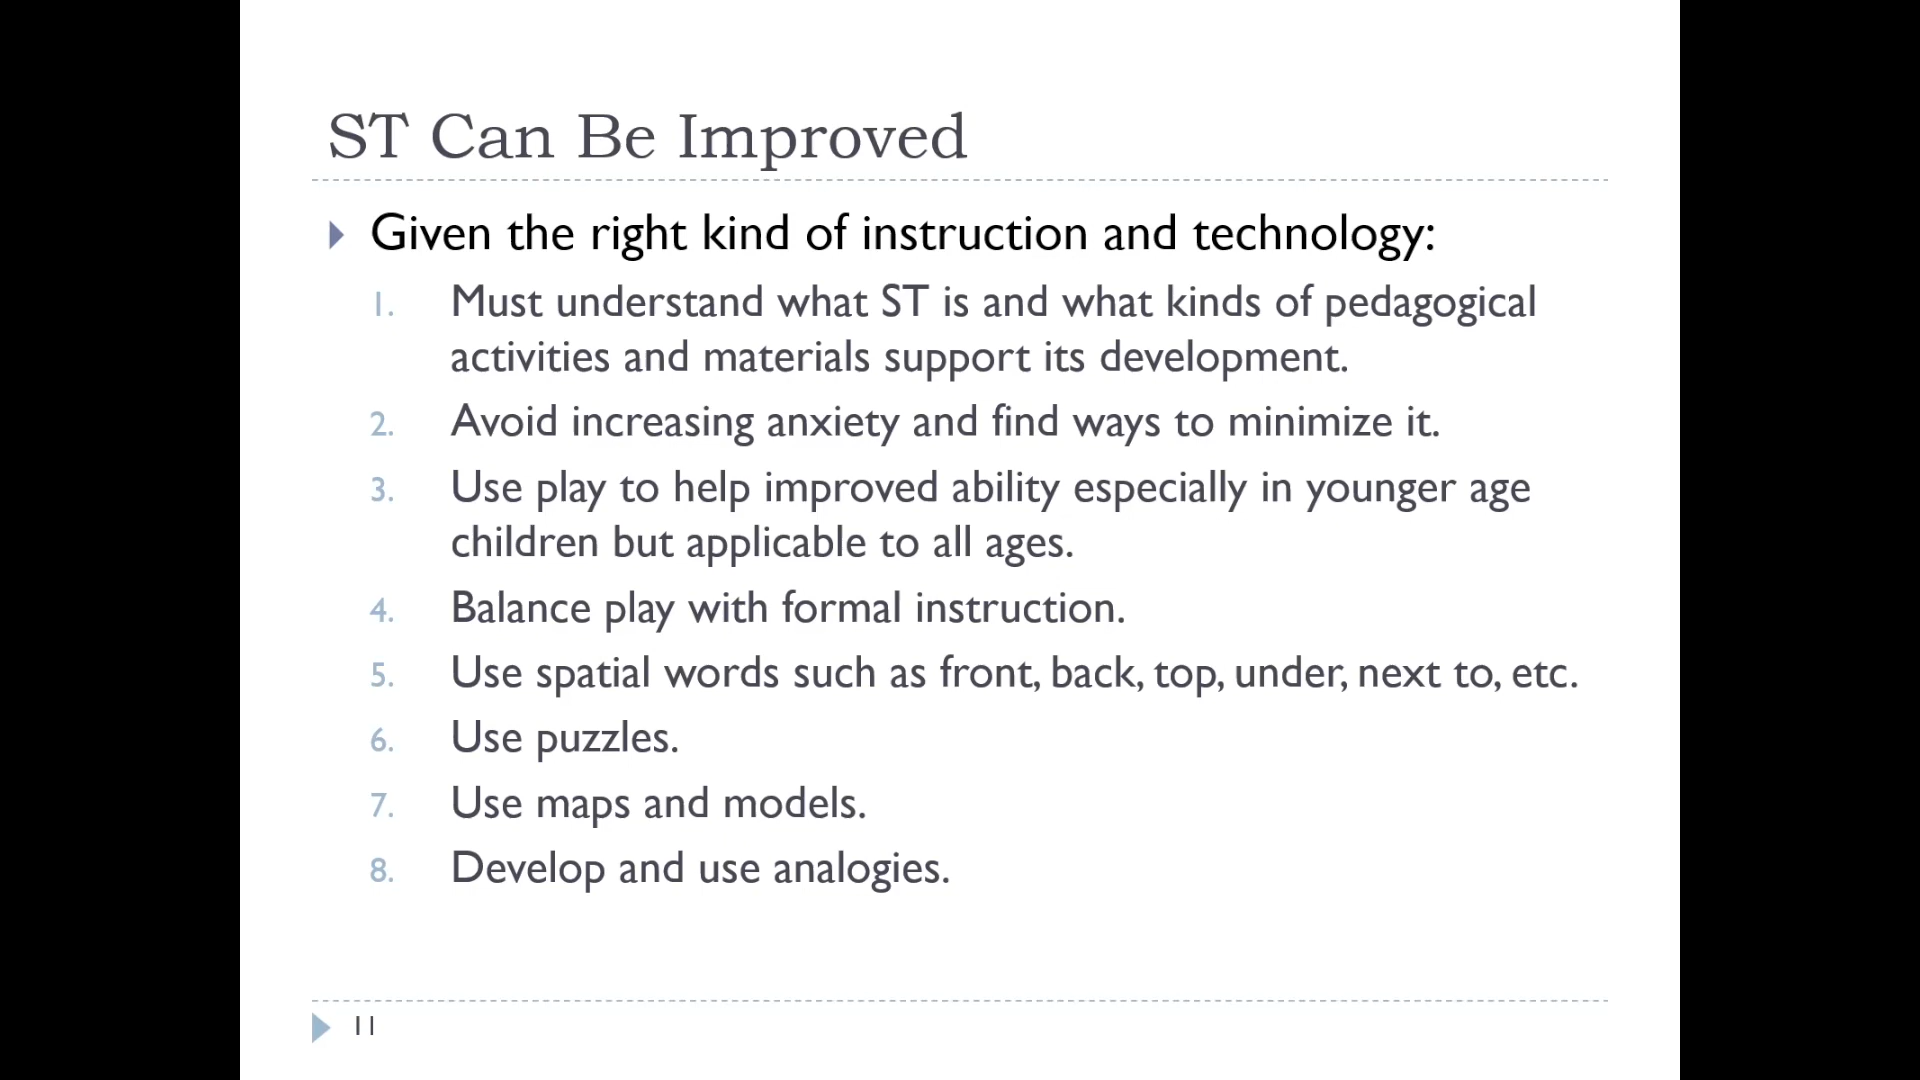 ST Can Be Improved
Given the right kind of instruction and technology:
1. Must understand what ST is and what kinds of pedagogical
activities and materials support its development.
2. Avoid increasing anxiety and find ways to minimize it.
3. Use play to help improved ability especially in younger age
children but applicable to all ages.
4. Balance play with formal instruction.
5. Use spatial words such as front, back, top, under, next to, etc.
6. Use puzzles.
7. Use maps and models.
8. Develop and use analogies.
11